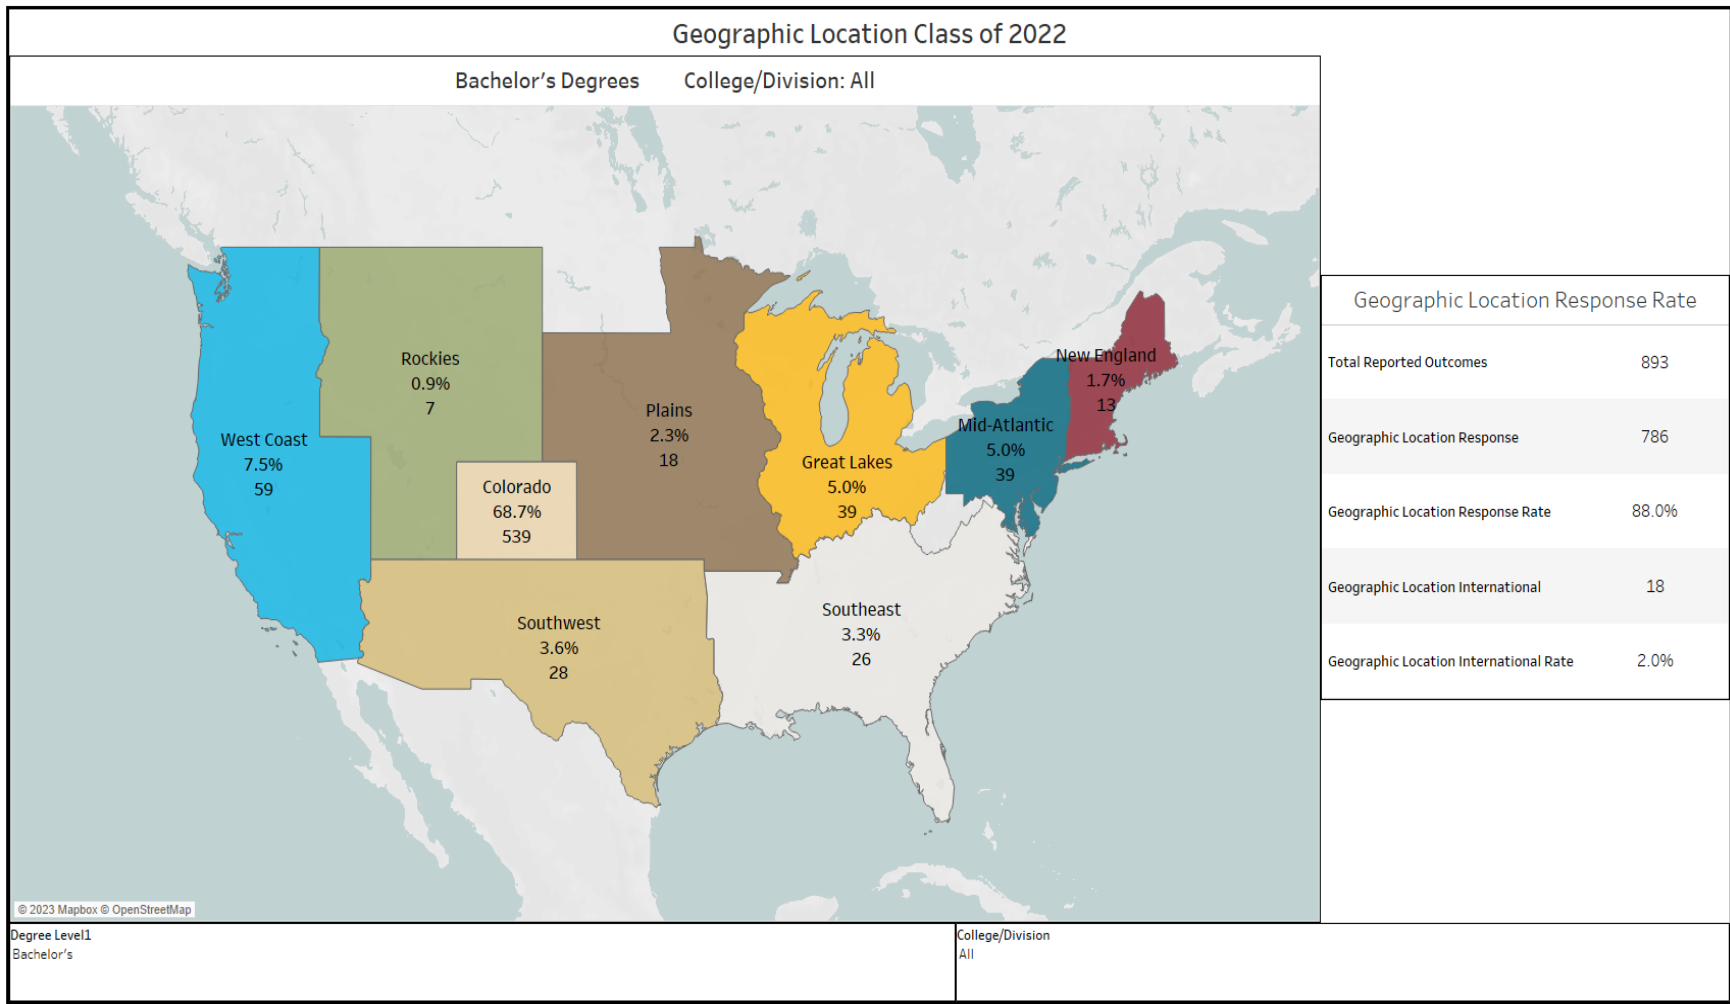 Geographic Location Class of 2022
Bachelor's Degrees College/Division: All
Rockies
0.9%
7
West Coast
7.5%
59
Colorado
68.7%
539
Plains
2.3%
18
Great Lakes
5.0%
39
Mid-Atlantic
5.0%
39
New England
1.7%
13
Southwest
3.6%
28
Southeast
3.3%
26
© 2023 Mapbox © OpenStreetMap
Geographic Location Response Rate
Total Reported Outcomes 893
Geographic Location Response 786
Geographic Location Response Rate 88.0%
Geographic Location International 18
Geographic Location International Rate 2.0%
Degree Level1
Bachelor's
College/Division
All